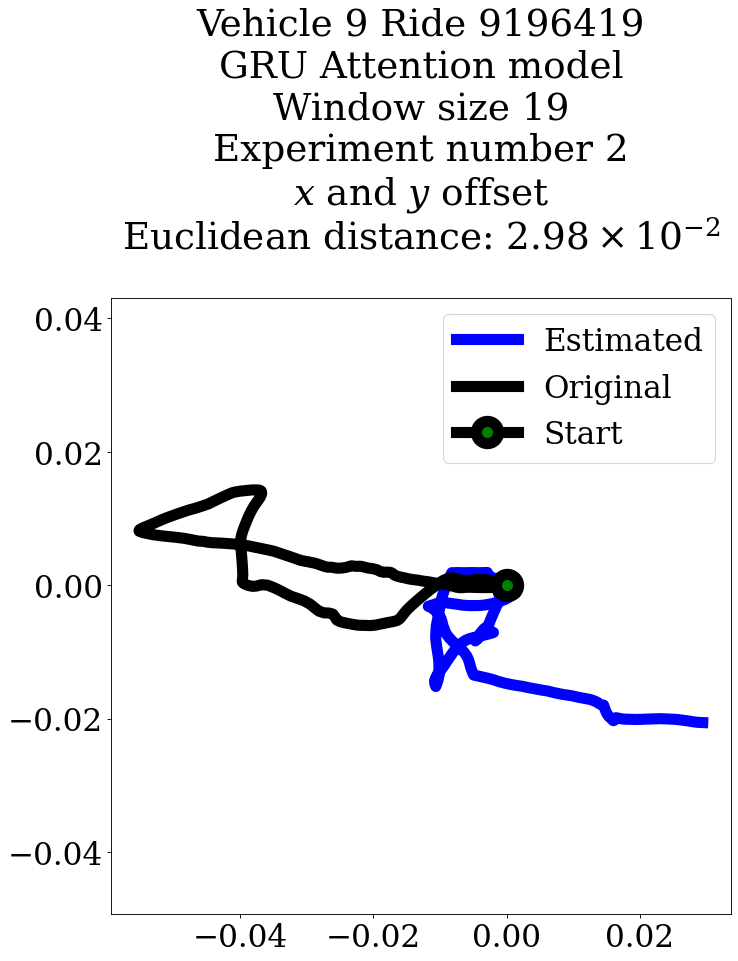 Vehicle 9 Ride 9196419
GRU Attention model
Window size 19
Experiment number 2
x and y offset
Euclidean distance: 2.98 × 10⁻²
Estimated
Original
Start
0.04
0.02
0.00
−0.02
−0.04
−0.04 −0.02 0.00 0.02